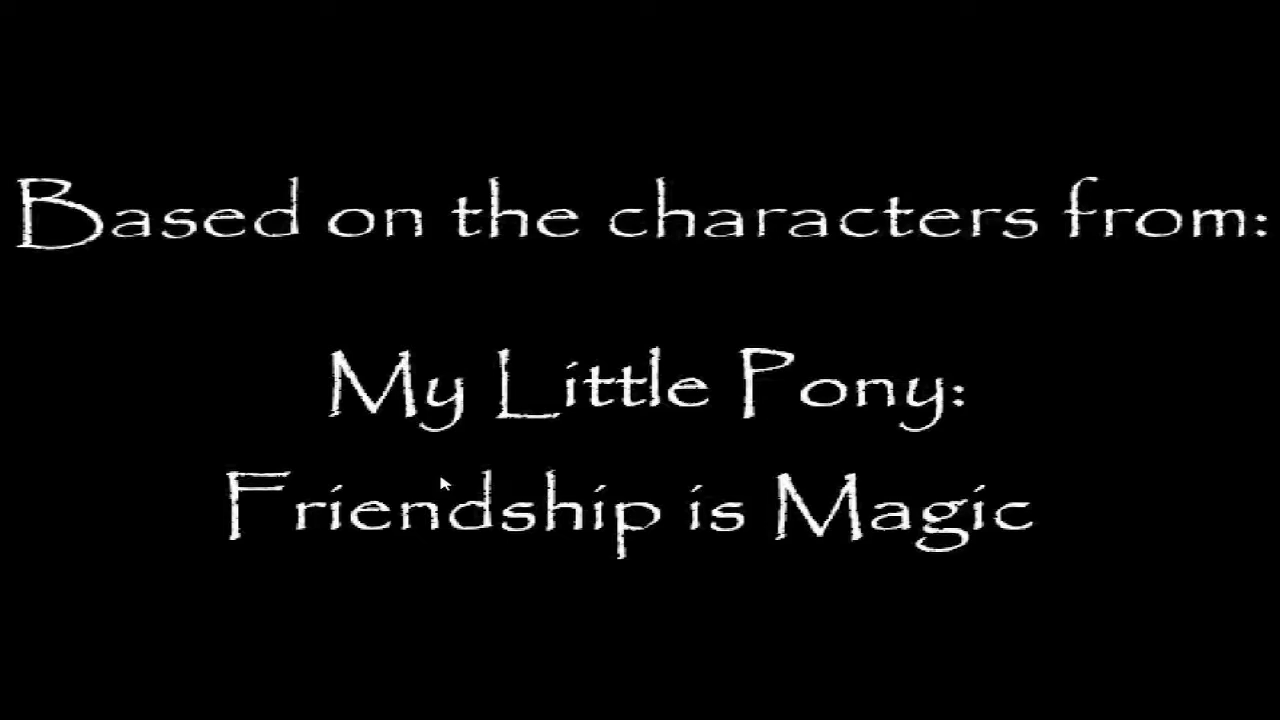 Based on the characters from:
My Little Pony:
Friendship is Magic